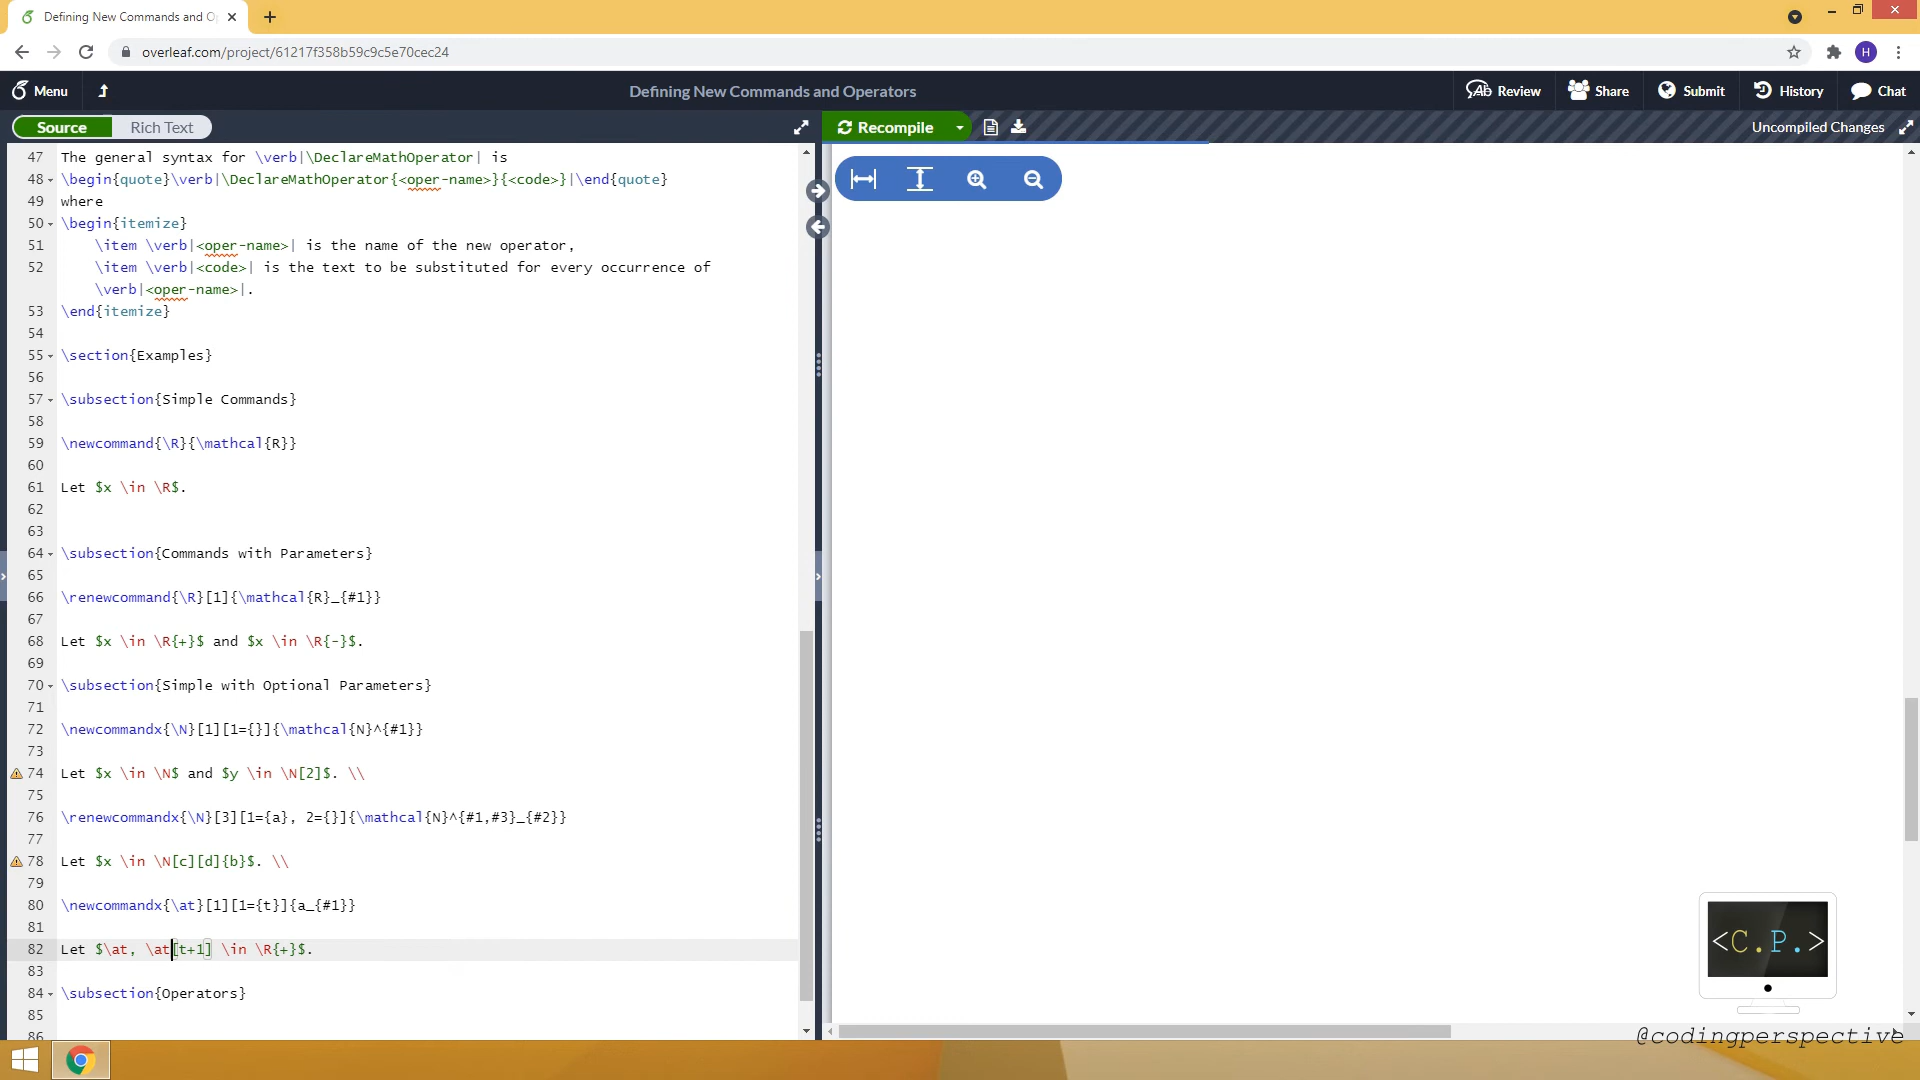 Defining New Commands and O
overleaf.com/project/61217f358b59c9c5e70cec24
H
Menu
Defining New Commands and Operators
Review
Share
Submit
History
Chat
Source
Rich Text
Recompile
Uncompiled Changes
47 The general syntax for \verb|\DeclareMathOperator| is
48 \begin{quote}\verb|\DeclareMathOperator{<oper-name>}{<code>}|\end{quote}
49 where
50 \begin{itemize}
51 \item \verb|<oper-name>| is the name of the new operator,
52 \item \verb|<code>| is the text to be substituted for every occurrence of
\verb|<oper-name>|.
53 \end{itemize}
54
55 \section{Examples}
56
57 \subsection{Simple Commands}
58
59 \newcommand{\R}{\mathcal{R}}
60
61 Let $x \in \R$.
62
63
64 \subsection{Commands with Parameters}
65
66 \renewcommand{\R}[1]{\mathcal{R}_{#1}}
67
68 Let $x \in \R{+}$ and $x \in \R{-}$.
69
70 \subsection{Simple with Optional Parameters}
71
72 \newcommandx{\N}[1][1={}]{\mathcal{N}^{#1}}
73
74 Let $x \in \N$ and $y \in \N[2]$. \\
75
76 \renewcommandx{\N}[3][1={a}, 2={}]{\mathcal{N}^{#1,#3}_{#2}}
77
78 Let $x \in \N[c][d]{b}$. \\
79
80 \newcommandx{\at}[1][1={t}]{a_{#1}}
81
82 Let $\at, \at[t+1] \in \R{+}$.
83
84 \subsection{Operators}
85
86
<C.P.>
@codingperspective